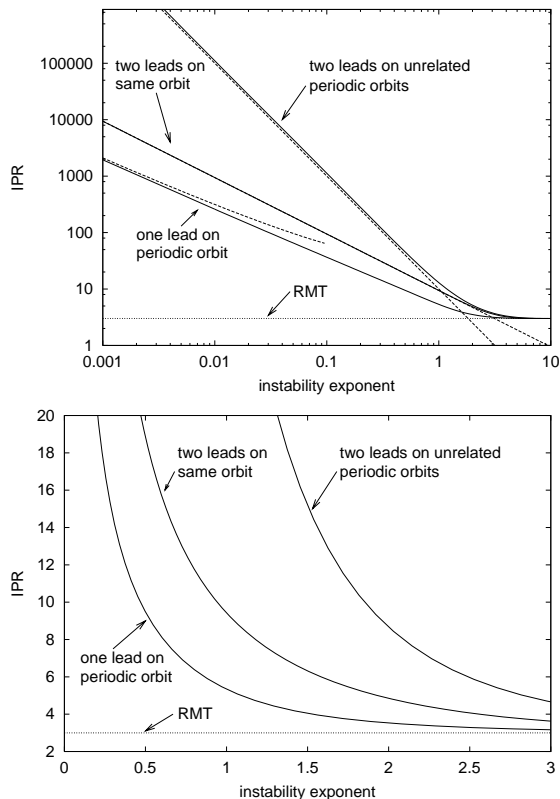 100000
10000
1000
100
10
1
IPR
two leads on
same orbit
two leads on unrelated
periodic orbits
one lead on
periodic orbit
RMT
0.001
0.01
0.1
1
10
instability exponent
20
18
16
14
12
10
8
6
4
2
IPR
two leads on
same orbit
two leads on unrelated
periodic orbits
one lead on
periodic orbit
RMT
0
0.5
1
1.5
2
2.5
3
instability exponent